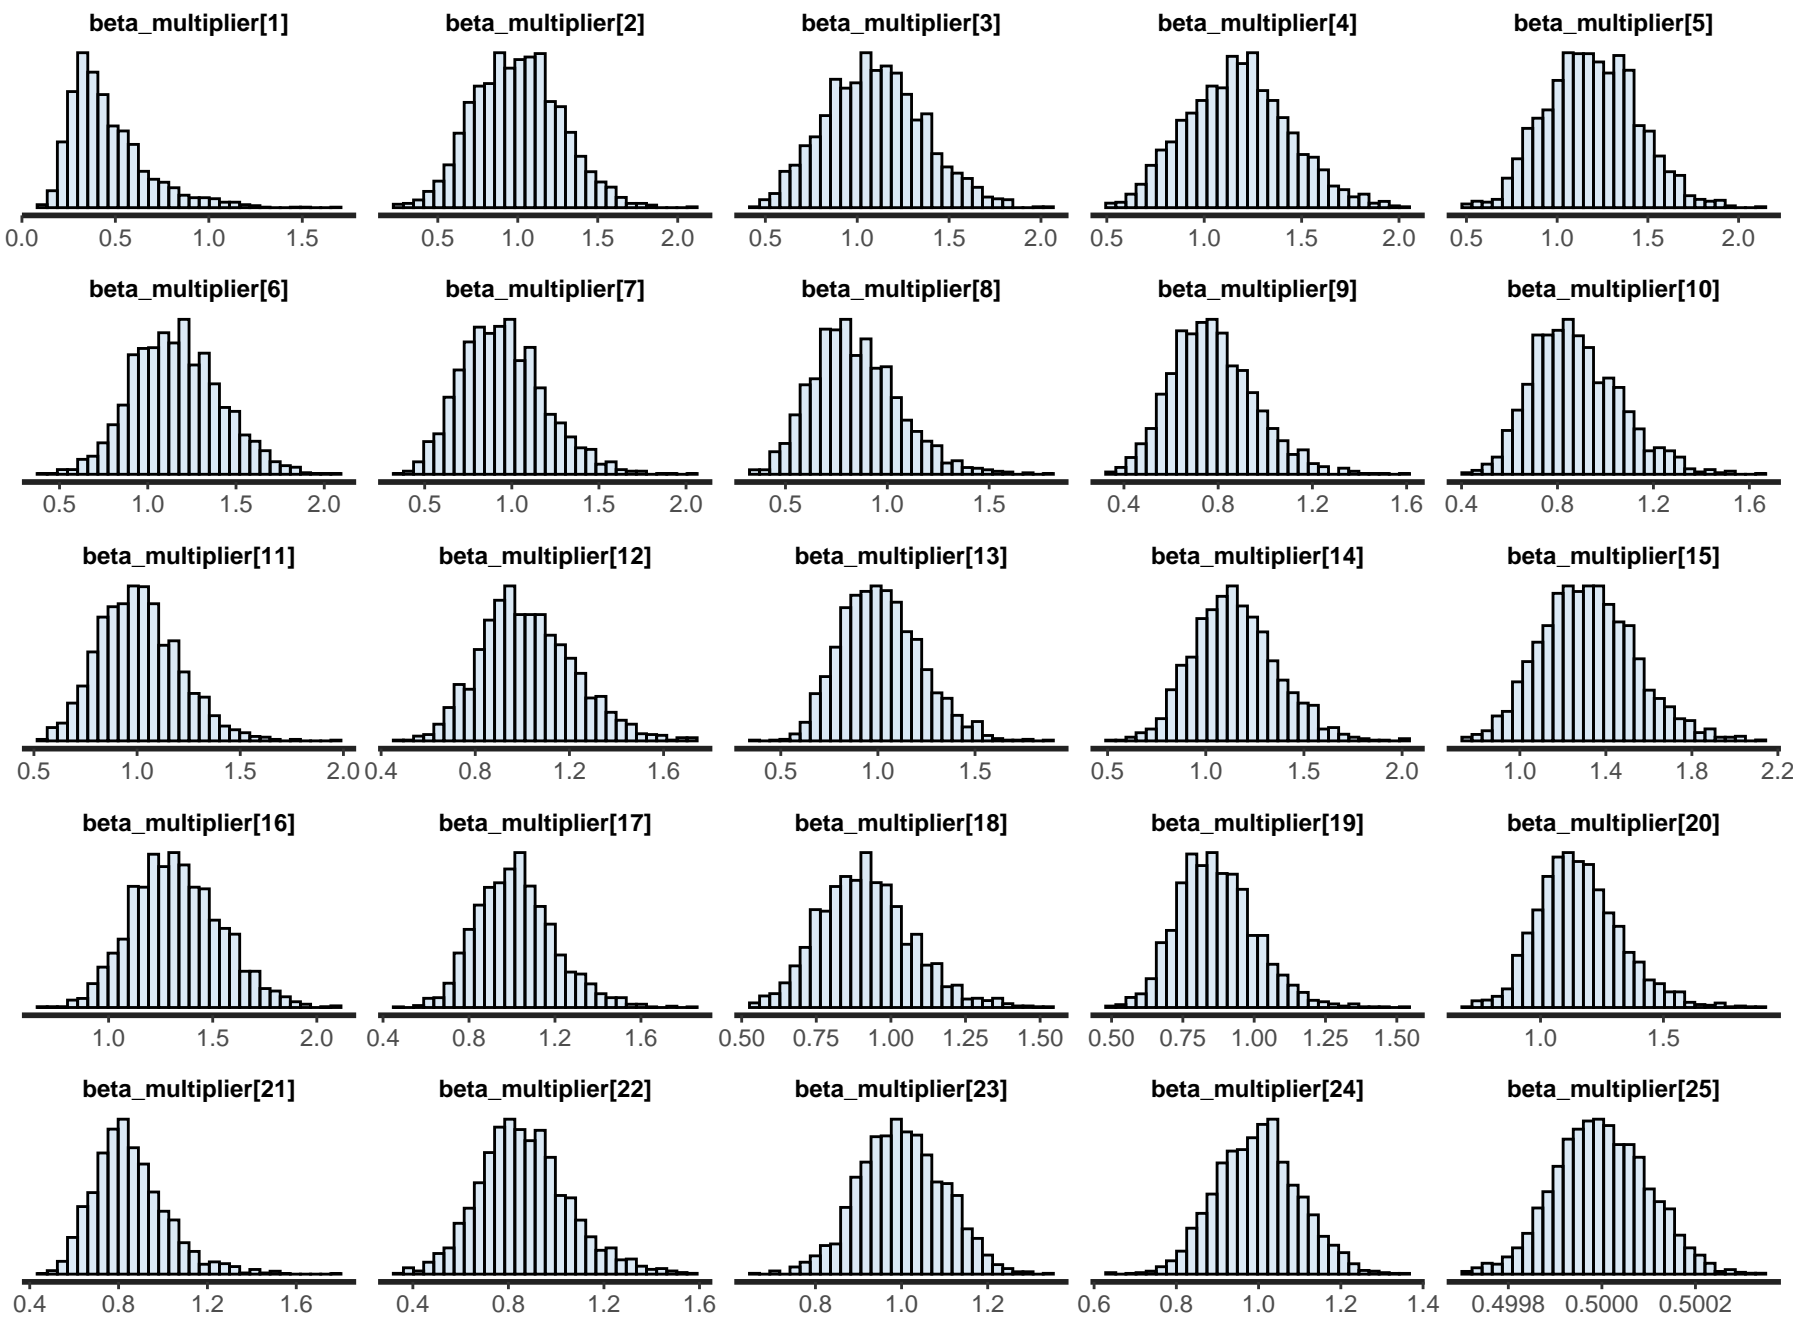 beta_multiplier[1] beta_multiplier[2] beta_multiplier[3] beta_multiplier[4] beta_multiplier[5]
0.0 0.5 1.0 1.5 0.5 1.0 1.5 2.0 0.5 1.0 1.5 2.0 0.5 1.0 1.5 2.0 0.5 1.0 1.5 2.0
beta_multiplier[6] beta_multiplier[7] beta_multiplier[8] beta_multiplier[9] beta_multiplier[10]
0.5 1.0 1.5 2.0 0.5 1.0 1.5 2.0 0.5 1.0 1.5 0.4 0.8 1.2 1.6 0.4 0.8 1.2 1.6
beta_multiplier[11] beta_multiplier[12] beta_multiplier[13] beta_multiplier[14] beta_multiplier[15]
0.5 1.0 1.5 2.0 0.4 0.8 1.2 1.6 0.5 1.0 1.5 0.5 1.0 1.5 2.0 1.0 1.4 1.8 2.2
beta_multiplier[16] beta_multiplier[17] beta_multiplier[18] beta_multiplier[19] beta_multiplier[20]
1.0 1.5 2.0 0.4 0.8 1.2 1.6 0.50 0.75 1.00 1.25 1.50 0.50 0.75 1.00 1.25 1.50 1.0 1.5
beta_multiplier[21] beta_multiplier[22] beta_multiplier[23] beta_multiplier[24] beta_multiplier[25]
0.4 0.8 1.2 1.6 0.4 0.8 1.2 1.6 0.8 1.0 1.2 0.6 0.8 1.0 1.2 1.4 0.4998 0.5000 0.5002